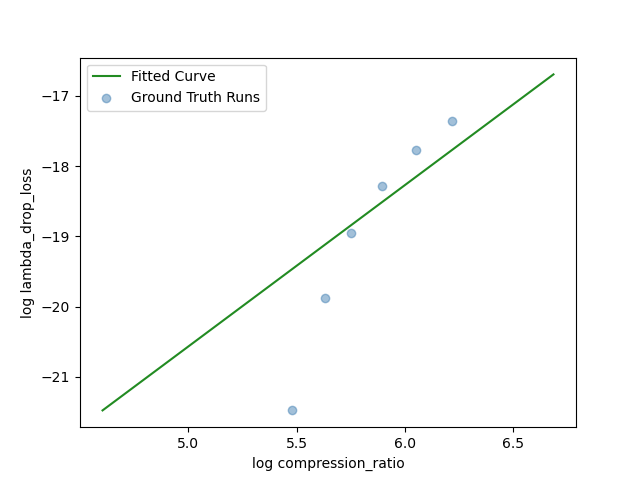 Fitted Curve
Ground Truth Runs
−17
−18
−19
−20
−21
log lambda_drop_loss
5.0 5.5 6.0 6.5
log compression_ratio